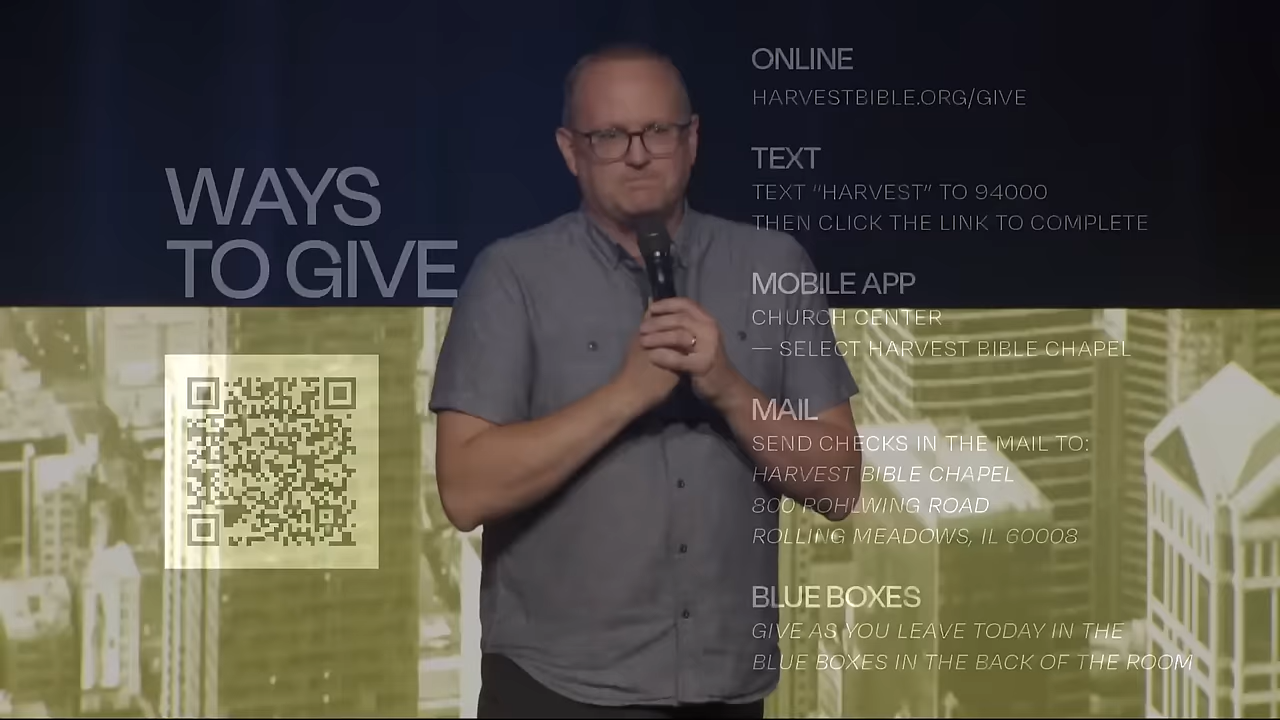 WAYS
TO GIVE
ONLINE
HARVESTBIBLE.ORG/GIVE
TEXT
TEXT “HARVEST” TO 94000
THEN CLICK THE LINK TO COMPLETE
MOBILE APP
CHURCH CENTER
— SELECT HARVEST BIBLE CHAPEL
MAIL
SEND CHECKS IN THE MAIL TO:
HARVEST BIBLE CHAPEL
800 ROHLWING ROAD
ROLLING MEADOWS, IL 60008
BLUE BOXES
GIVE AS YOU LEAVE TODAY IN THE
BLUE BOXES IN THE BACK OF THE ROOM